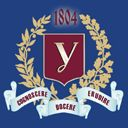 1804
У
COGNOSCERE
DOCERE
ERUDIRE